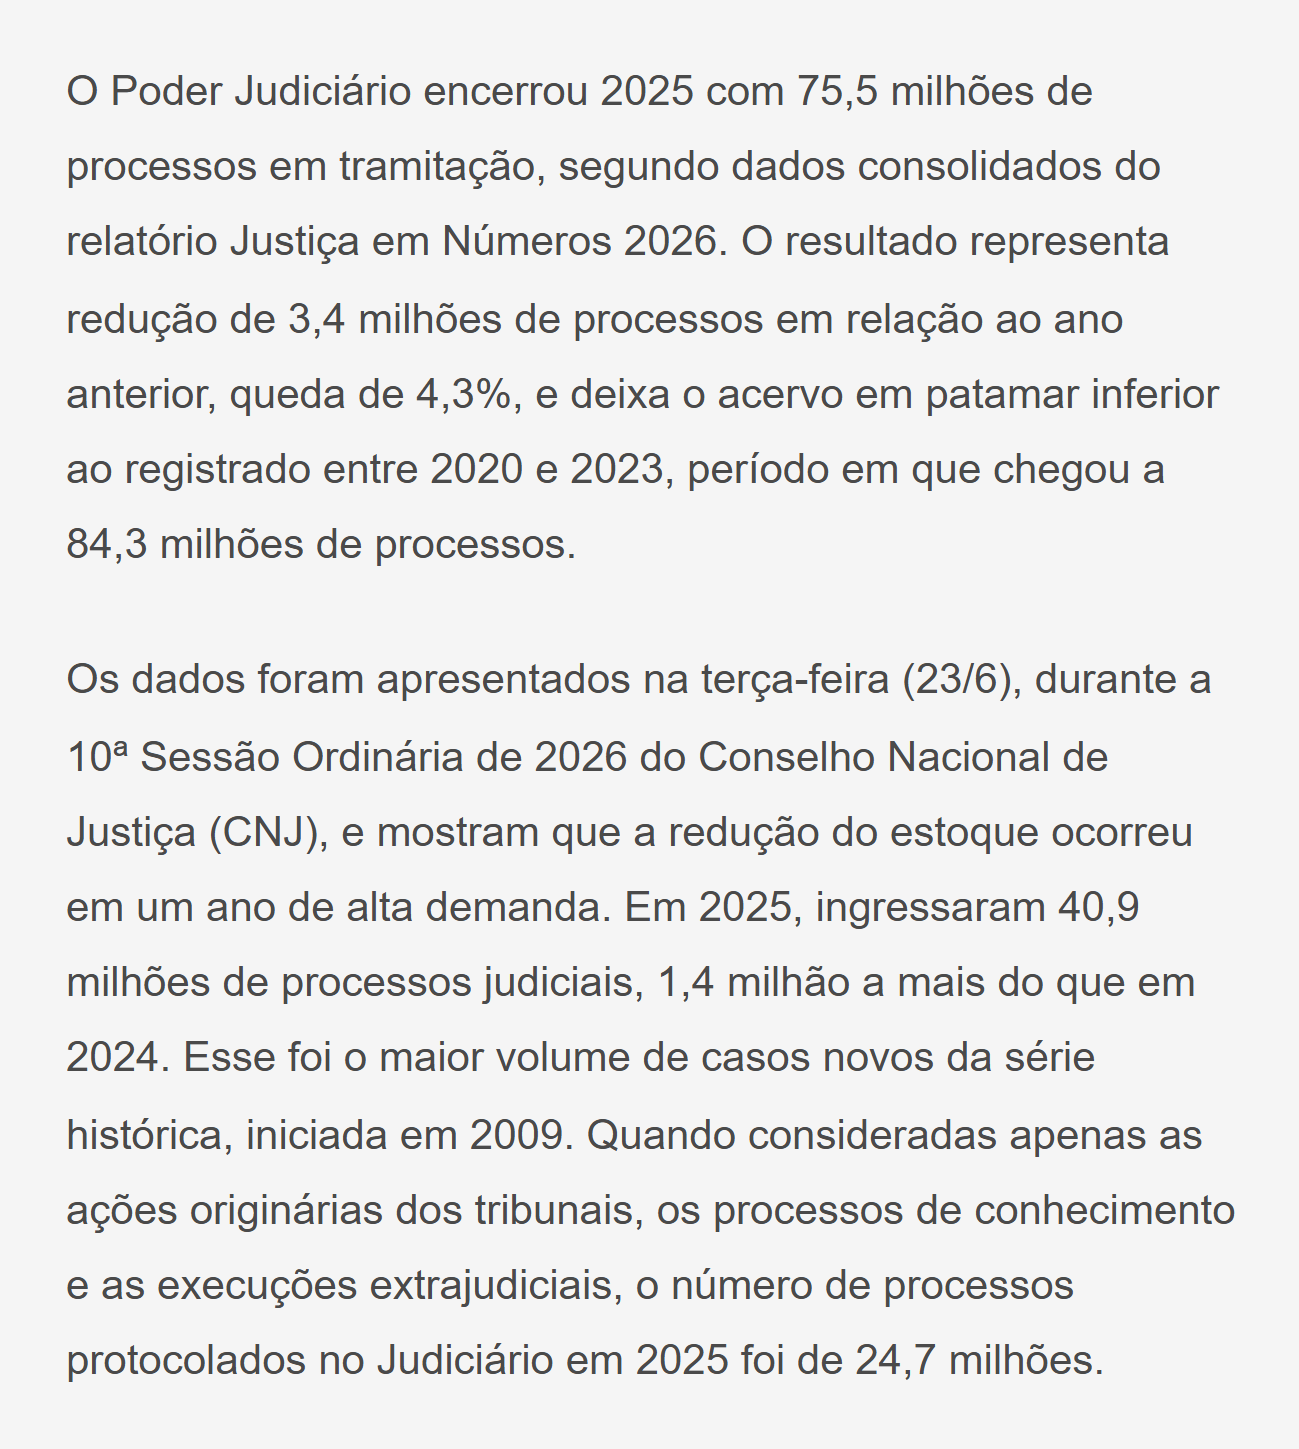 O Poder Judiciário encerrou 2025 com 75,5 milhões de
processos em tramitação, segundo dados consolidados do
relatório Justiça em Números 2026. O resultado representa
redução de 3,4 milhões de processos em relação ao ano
anterior, queda de 4,3%, e deixa o acervo em patamar inferior
ao registrado entre 2020 e 2023, período em que chegou a
84,3 milhões de processos.
Os dados foram apresentados na terça-feira (23/6), durante a
10ª Sessão Ordinária de 2026 do Conselho Nacional de
Justiça (CNJ), e mostram que a redução do estoque ocorreu
em um ano de alta demanda. Em 2025, ingressaram 40,9
milhões de processos judiciais, 1,4 milhão a mais do que em
2024. Esse foi o maior volume de casos novos da série
histórica, iniciada em 2009. Quando consideradas apenas as
ações originárias dos tribunais, os processos de conhecimento
e as execuções extrajudiciais, o número de processos
protocolados no Judiciário em 2025 foi de 24,7 milhões.